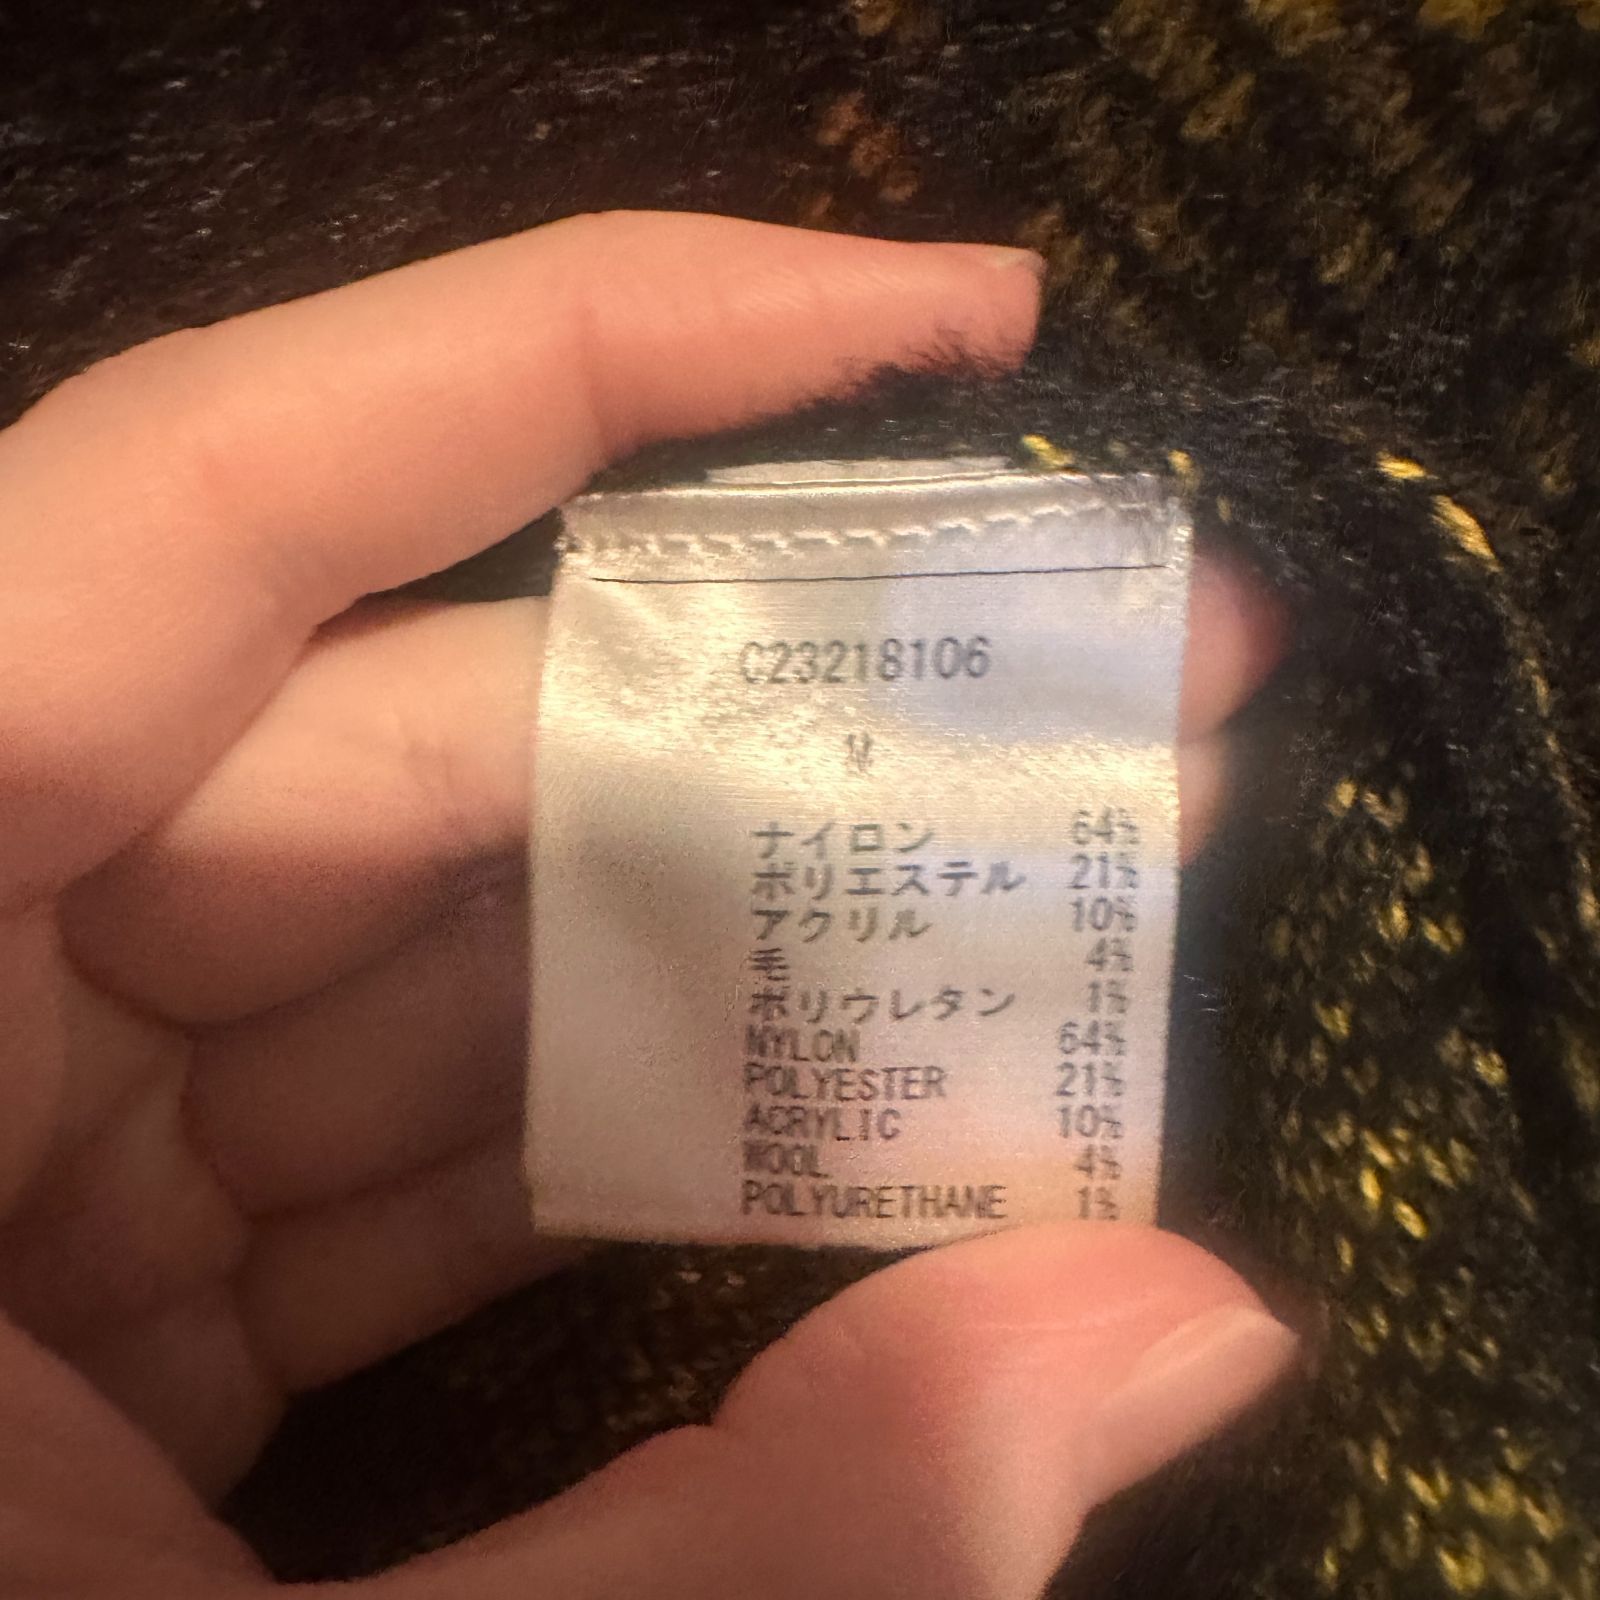 C23218106
M
ナイロン 64%
ポリエステル 21%
アクリル 10%
毛 4%
ポリウレタン 1%
NYLON 64%
POLYESTER 21%
ACRYLIC 10%
WOOL 4%
POLYURETHANE 1%